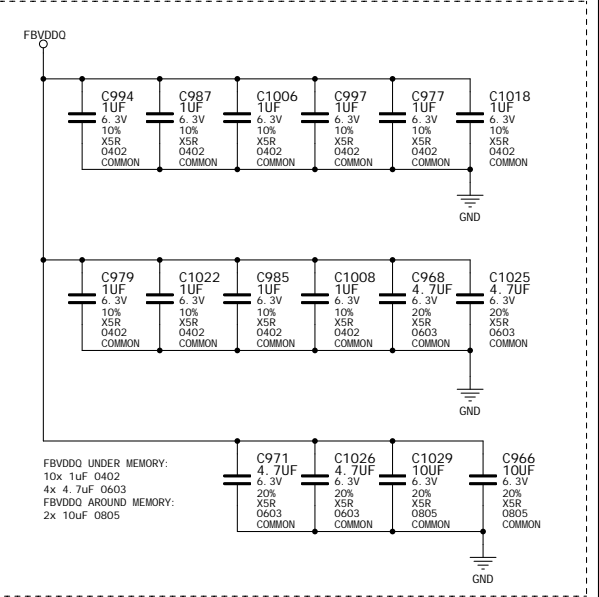 FBVDDQ
C994 C987 C1006 C997 C977 C1018
1UF 1UF 1UF 1UF 1UF 1UF
6.3V 6.3V 6.3V 6.3V 6.3V 6.3V
10% 10% 10% 10% 10% 10%
X5R X5R X5R X5R X5R X5R
0402 0402 0402 0402 0402 0402
COMMON COMMON COMMON COMMON COMMON COMMON
GND
C979 C1022 C985 C1008 C968 C1025
1UF 1UF 1UF 1UF 4.7UF 4.7UF
6.3V 6.3V 6.3V 6.3V 6.3V 6.3V
10% 10% 10% 10% 20% 20%
X5R X5R X5R X5R X5R X5R
0402 0402 0402 0402 0603 0603
COMMON COMMON COMMON COMMON COMMON COMMON
GND
C971 C1026 C1029 C966
4.7UF 4.7UF 10UF 10UF
6.3V 6.3V 6.3V 6.3V
20% 20% 20% 20%
X5R X5R X5R X5R
0603 0603 0805 0805
COMMON COMMON COMMON COMMON
GND
FBVDDQ UNDER MEMORY:
10x 1uF 0402
4x 4.7uF 0603
FBVDDQ AROUND MEMORY:
2x 10uF 0805